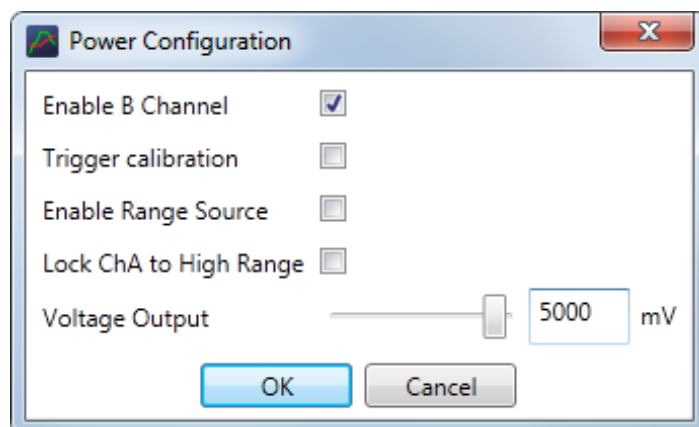 Power Configuration
Enable B Channel
Trigger calibration
Enable Range Source
Lock ChA to High Range
Voltage Output 5000 mV
OK Cancel